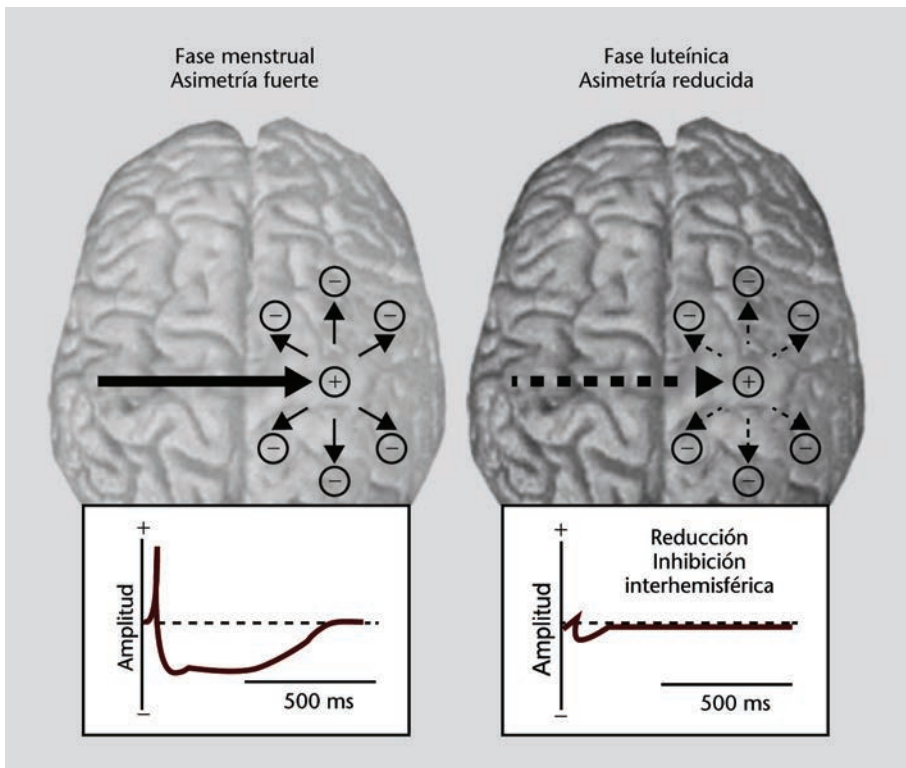 Fase menstrual
Asimetría fuerte
Fase luteínica
Asimetría reducida
−
−
−
+
−
−
−
−
−
−
+
−
−
−
+
Amplitud
−
500 ms
+
Amplitud
−
Reducción
Inhibición
interhemisférica
500 ms